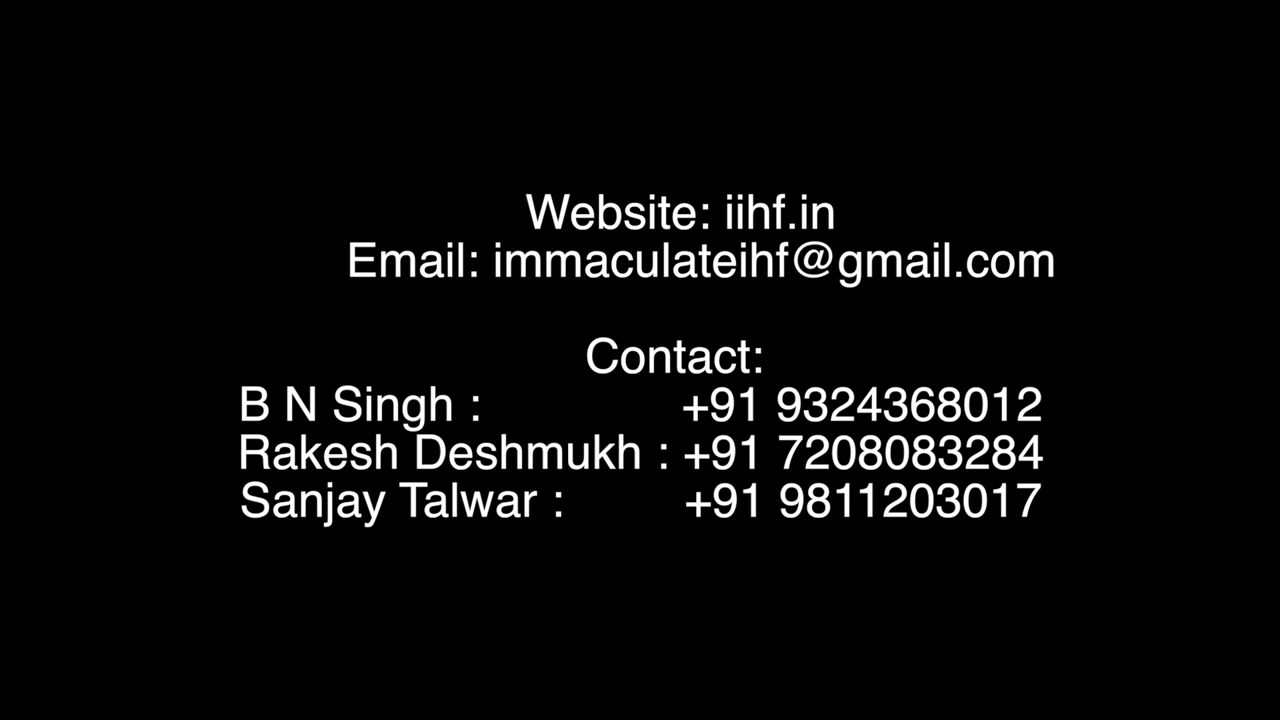 Website: iihf.in
Email: immaculateihf@gmail.com
Contact:
B N Singh : +91 9324368012
Rakesh Deshmukh : +91 7208083284
Sanjay Talwar : +91 9811203017